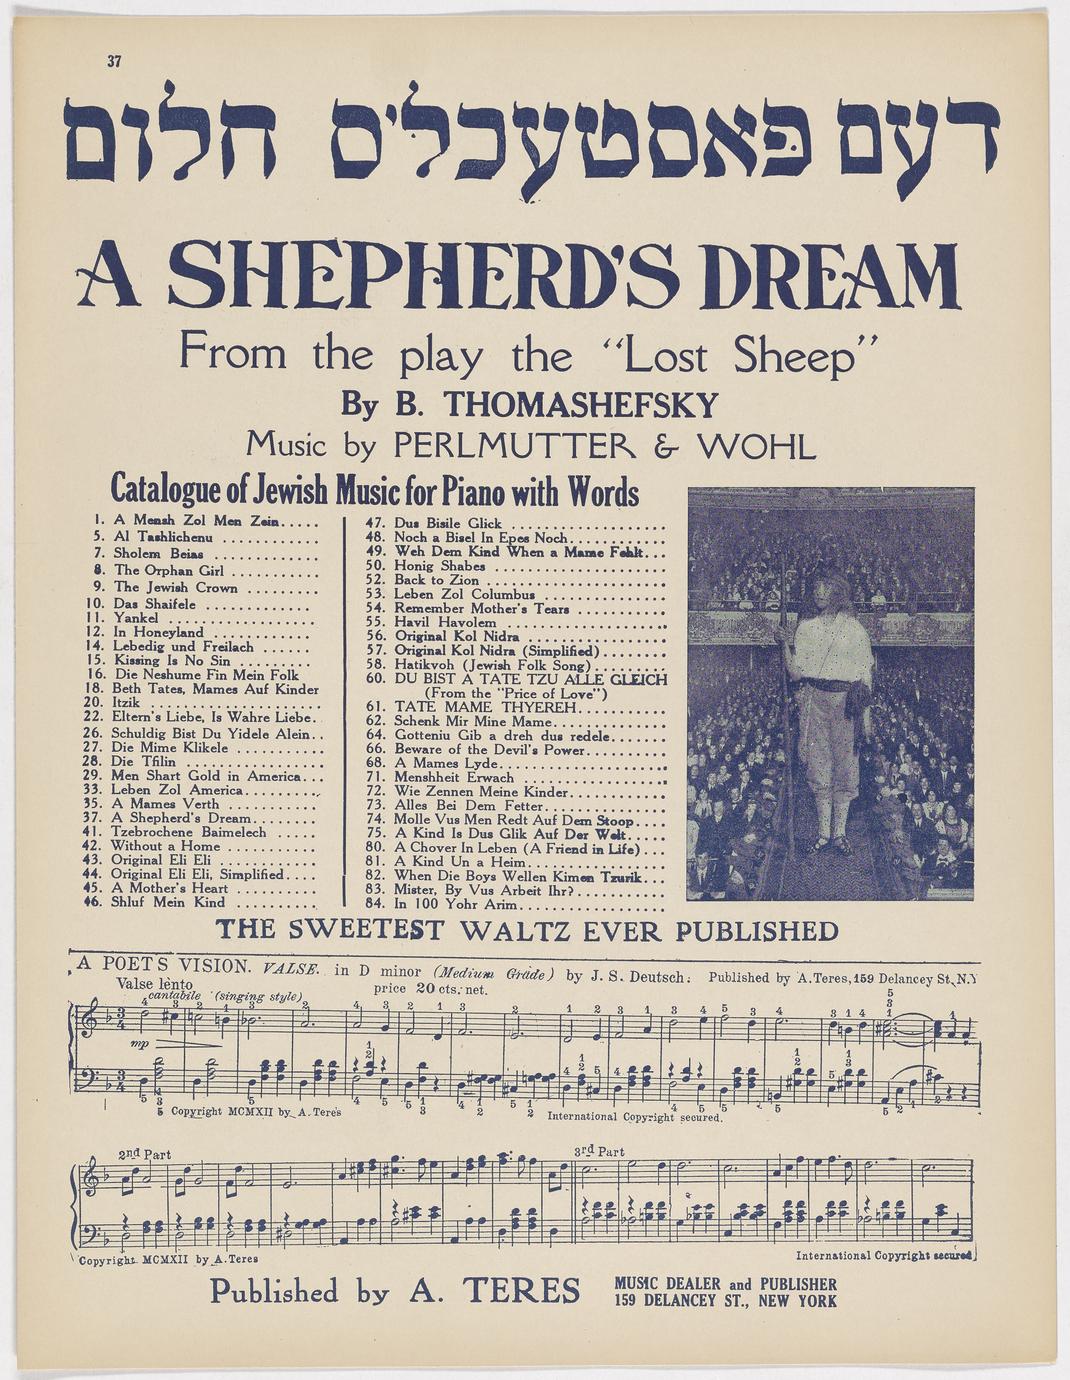 37
דעם פּאסטעכלי׳ס חלום
A SHEPHERD'S DREAM
From the play the "Lost Sheep"
By B. THOMASHEFSKY
Music by PERLMUTTER & WOHL
Catalogue of Jewish Music for Piano with Words
1. A Mensh Zol Men Zein.....
5. Al Tashlichenu ...........
7. Sholem Beias ............
8. The Orphan Girl ..........
9. The Jewish Crown .........
10. Das Shaifele ............
11. Yankel .................
12. In Honeyland ...........
14. Lebedig und Freilach ......
15. Kissing Is No Sin ........
16. Die Neshume Fin Mein Folk
18. Beth Tates, Mames Auf Kinder
20. Itzik ...................
22. Eltern's Liebe, Is Wahre Liebe.
26. Schuldig Bist Du Yidele Alein..
27. Die Mime Klikele .........
28. Die Tfilin ...............
29. Men Shart Gold in America...
33. Leben Zol America.........
35. A Mames Verth ..........
37. A Shepherd's Dream........
41. Tzebrochene Baimelech .....
42. Without a Home ..........
43. Original Eli Eli ...........
44. Original Eli Eli, Simplified....
45. A Mother's Heart .........
46. Shluf Mein Kind ..........
47. Dus Bisile Glick ................
48. Noch a Bisel In Epes Noch..........
49. Weh Dem Kind When a Mame Fehlt...
50. Honig Shabes ..................
52. Back to Zion ...................
53. Leben Zol Columbus ..............
54. Remember Mother's Tears ..........
55. Havil Havolem ..................
56. Original Kol Nidra ...............
57. Original Kol Nidra (Simplified)........
58. Hatikvoh (Jewish Folk Song).........
60. DU BIST A TATE TZU ALLE GLEICH
(From the "Price of Love")
61. TATE MAME THYEREH...........
62. Schenk Mir Mine Mame............
64. Gotteniu Gib a dreh dus redele.......
66. Beware of the Devil's Power.........
68. A Mames Lyde...................
71. Menshheit Erwach ...............
72. Wie Zennen Meine Kinder...........
73. Alles Bei Dem Fetter..............
74. Molle Vus Men Redt Auf Dem Stoop....
75. A Kind Is Dus Glik Auf Der Welt.....
80. A Chover In Leben (A Friend in Life)...
81. A Kind Un a Heim................
82. When Die Boys Wellen Kimen Tzurik...
83. Mister, By Vus Arbeit Ihr?..........
84. In 100 Yohr Arim.................
THE SWEETEST WALTZ EVER PUBLISHED
A POET'S VISION. VALSE. in D minor (Medium Grade) by J. S. Deutsch. Published by A. Teres, 159 Delancey St., N.Y
Valse lento
price 20 cts. net.
cantabile (singing style)
mp
Copyright MCMXII by A. Teres
International Copyright secured.
2nd Part
3rd Part
Copyright MCMXII by A. Teres
International Copyright secured.
Published by A. TERES
MUSIC DEALER and PUBLISHER
159 DELANCEY ST., NEW YORK